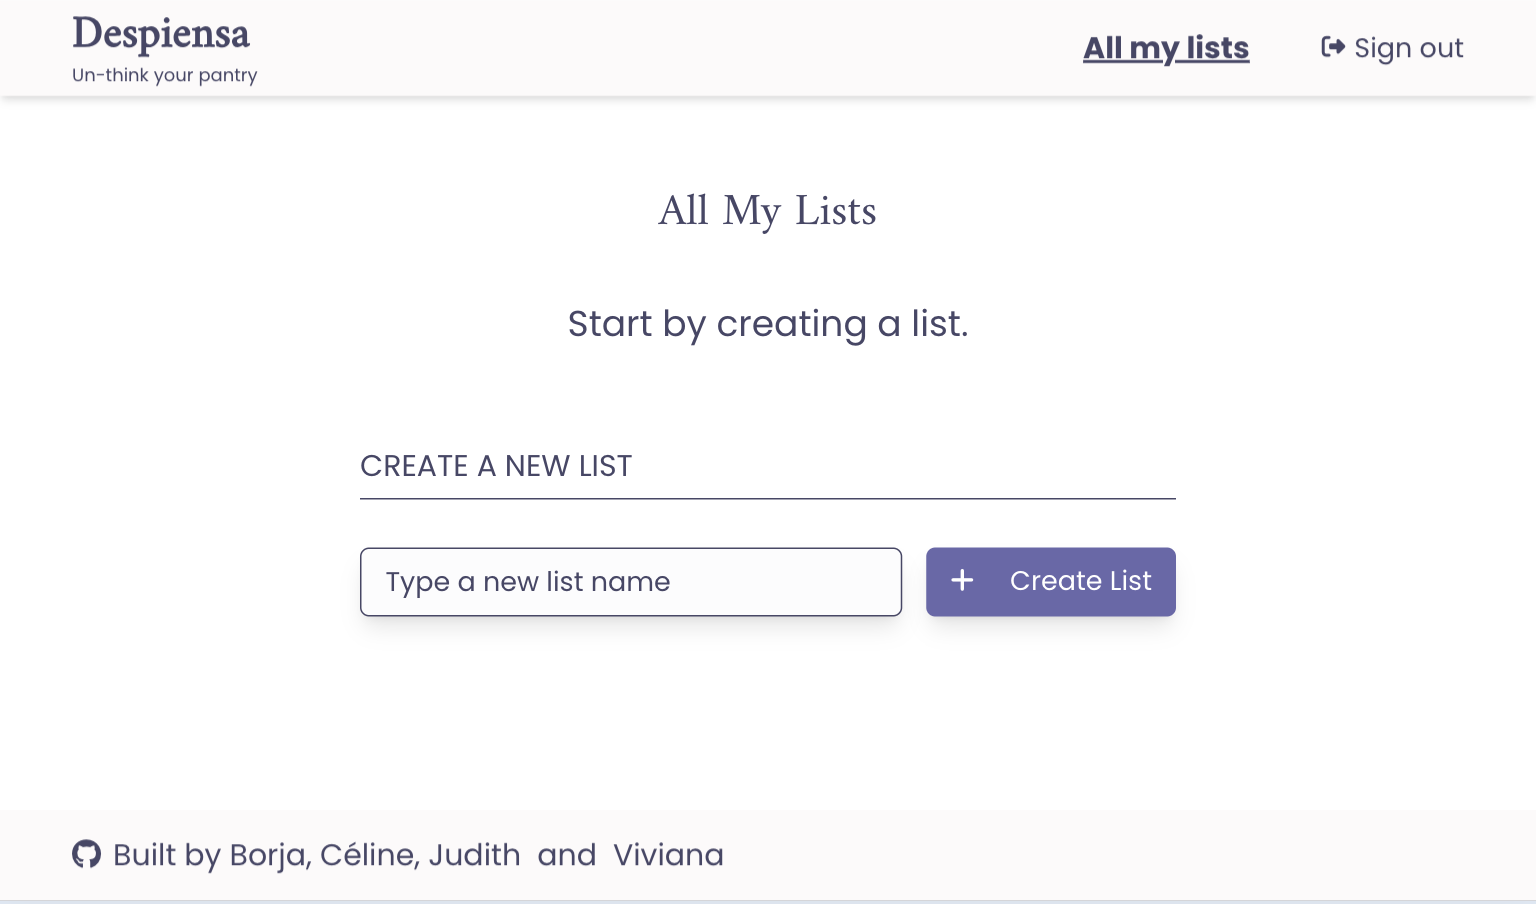 Despiensa
Un-think your pantry
All my lists
Sign out
All My Lists
Start by creating a list.
CREATE A NEW LIST
Type a new list name
Create List
Built by Borja, Céline, Judith and Viviana